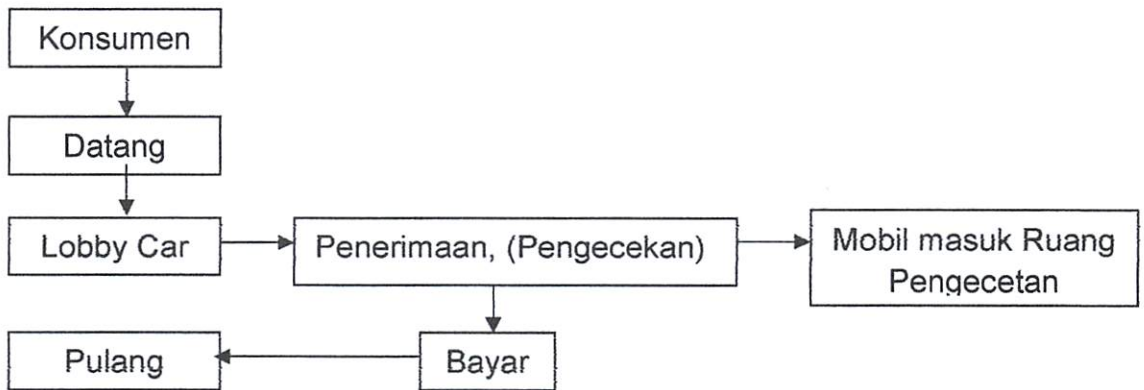 Konsumen
Datang
Lobby Car
Penerimaan, (Pengecekan)
Mobil masuk Ruang
Pengecetan
Pulang
Bayar